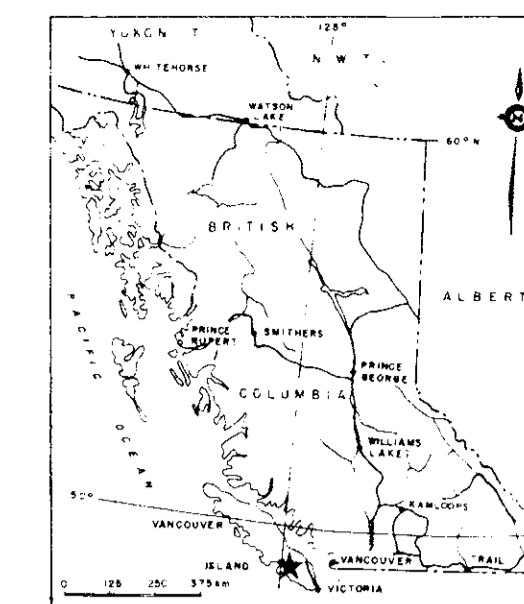 YUKON T
128°
N W T
WHITEHORSE
WATSON
LAKE
60° N
BRITISH
ALBERT
PACIFIC
OCEAN
PRINCE
RUPERT
SMITHERS
PRINCE
GEORGE
COLUMBIA
WILLIAMS
LAKE
50°
KAMLOOPS
VANCOUVER
ISLAND
VANCOUVER
TRAIL
VICTORIA
0 125 250 375 km